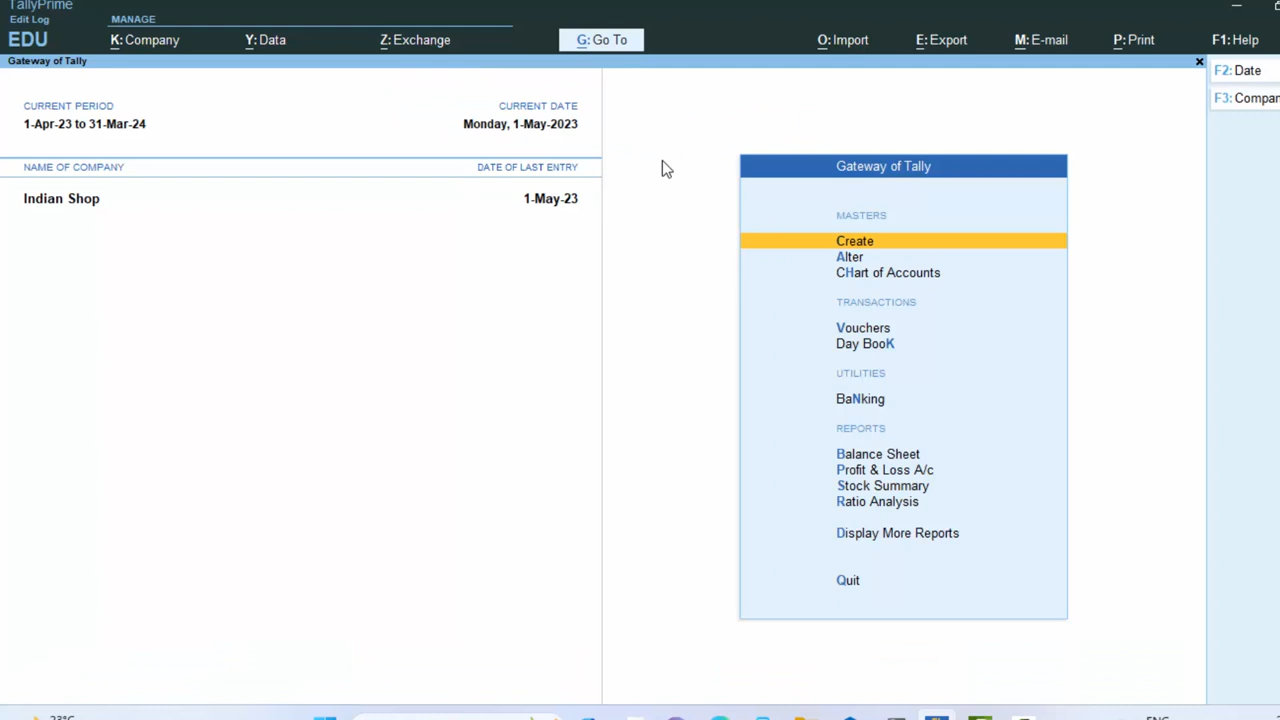 TallyPrime
Edit Log
EDU
MANAGE
K: Company
Y: Data
Z: Exchange
G: Go To
O: Import
E: Export
M: E-mail
P: Print
F1: Help
Gateway of Tally
F2: Date
F3: Compan
CURRENT PERIOD
CURRENT DATE
1-Apr-23 to 31-Mar-24
Monday, 1-May-2023
NAME OF COMPANY
DATE OF LAST ENTRY
Indian Shop
1-May-23
Gateway of Tally
MASTERS
Create
Alter
CHart of Accounts
TRANSACTIONS
Vouchers
Day BooK
UTILITIES
BaNking
REPORTS
Balance Sheet
Profit & Loss A/c
Stock Summary
Ratio Analysis
Display More Reports
Quit
23°C
ENG